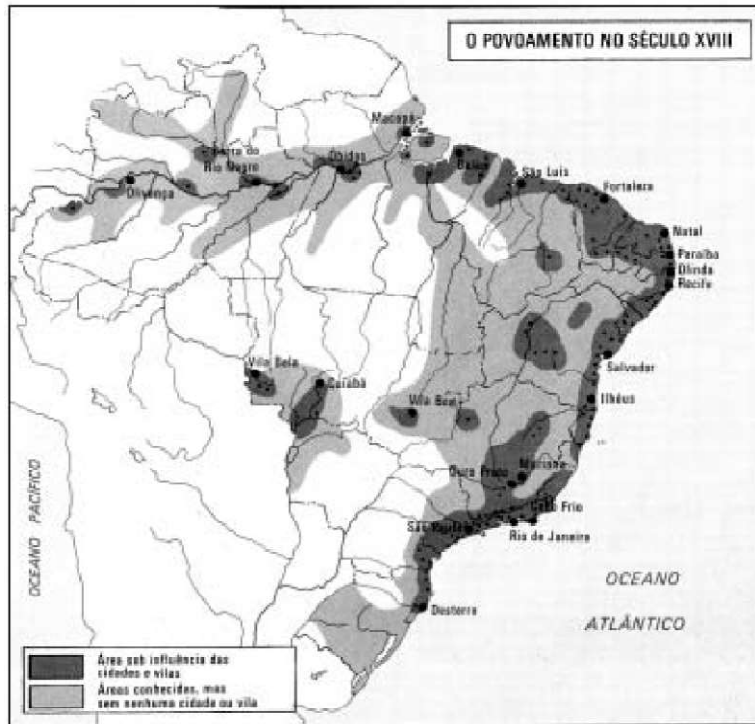 O POVOAMENTO NO SÉCULO XVIII
Macapá
Barra do
Rio Negro
Óbidos
Belém
São Luís
Olivença
Fortaleza
Natal
Paraíba
Olinda
Recife
Vila Bela
Cuiabá
Salvador
Vila Boa
Ilhéus
Mariana
Ouro Preto
Cabo Frio
São Paulo
Rio de Janeiro
OCEANO PACÍFICO
OCEANO
ATLÂNTICO
Desterro
Área sob influência das
cidades e vilas
Áreas conhecidas, mas
sem nenhuma cidade ou vila